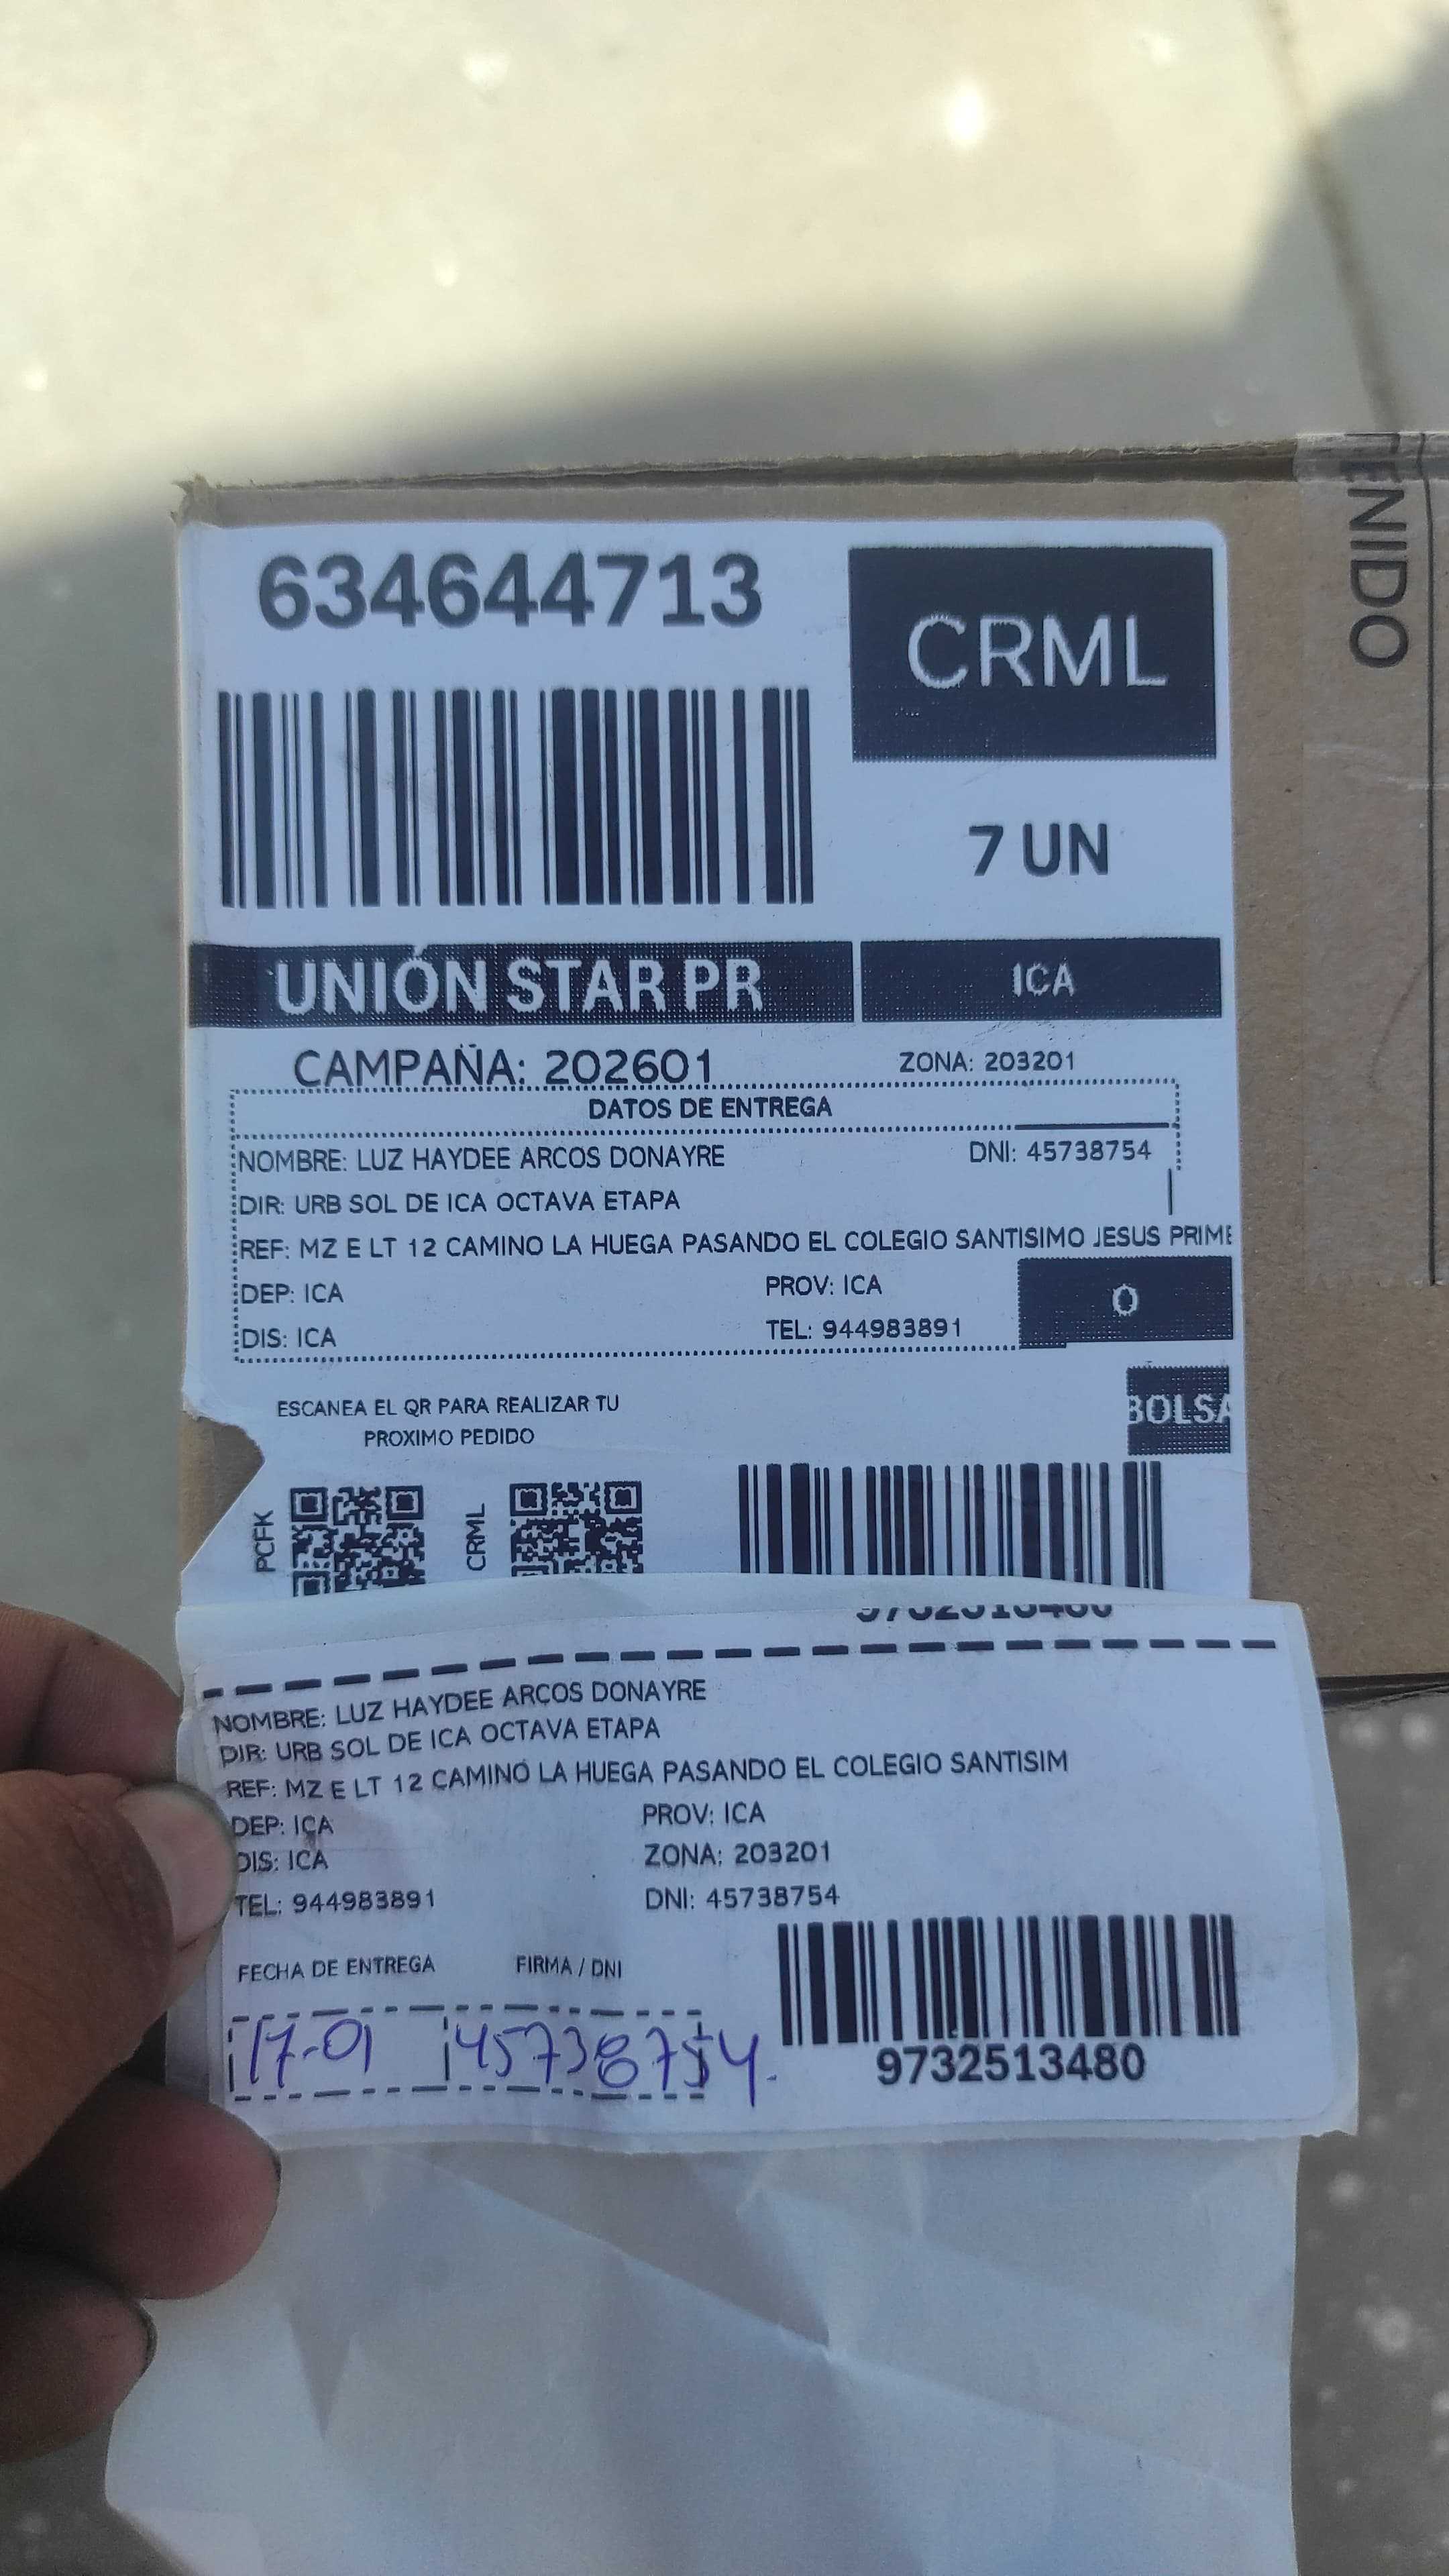 TENIDO
634644713
CRML
7 UN
UNIÓN STAR PR
ICA
CAMPAÑA: 202601
ZONA: 203201
DATOS DE ENTREGA
NOMBRE: LUZ HAYDEE ARCOS DONAYRE
DNI: 45738754
DIR: URB SOL DE ICA OCTAVA ETAPA
REF: MZ E LT 12 CAMINO LA HUEGA PASANDO EL COLEGIO SANTISIMO JESUS PRIME
DEP: ICA
PROV: ICA
O
DIS: ICA
TEL: 944983891
BOLSA
ESCANEA EL QR PARA REALIZAR TU
PROXIMO PEDIDO
PCFK
CRML
9732513480
NOMBRE: LUZ HAYDEE ARCOS DONAYRE
DIR: URB SOL DE ICA OCTAVA ETAPA
REF: MZ E LT 12 CAMINO LA HUEGA PASANDO EL COLEGIO SANTISIM
DEP: ICA
PROV: ICA
DIS: ICA
ZONA: 203201
TEL: 944983891
DNI: 45738754
FECHA DE ENTREGA
FIRMA / DNI
17-01
45738754.
9732513480